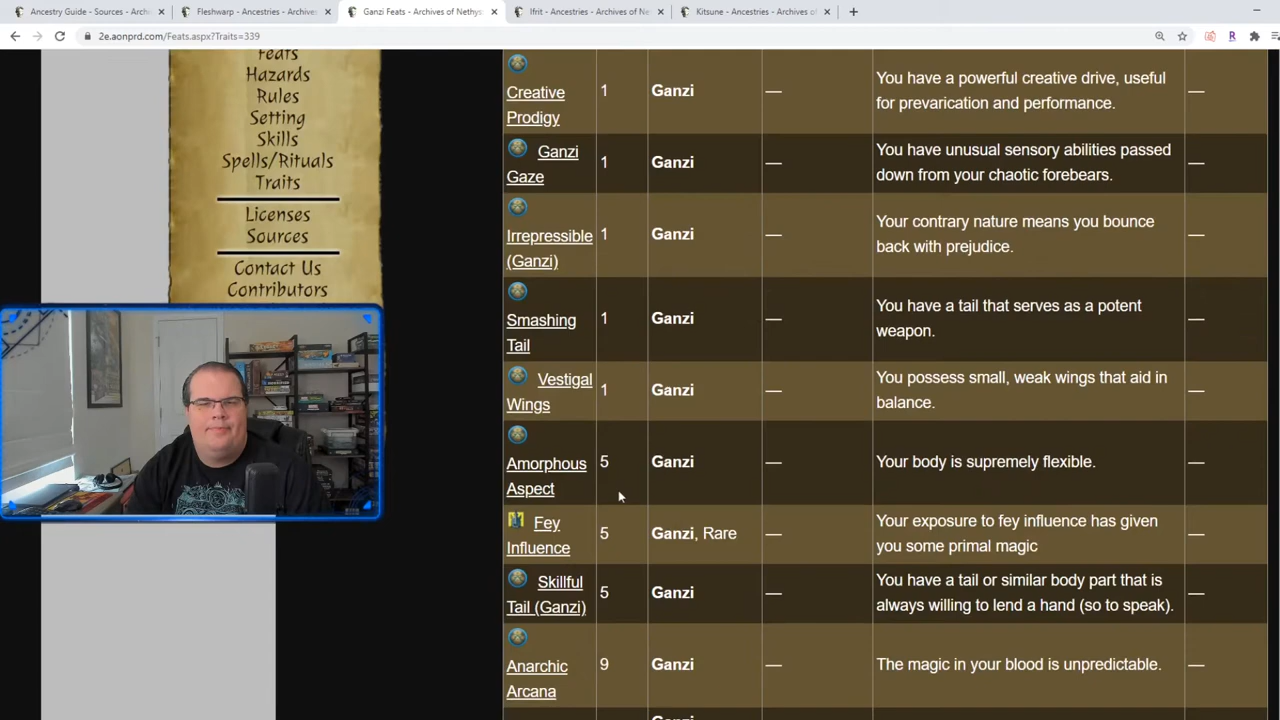 Ancestry Guide - Sources - Archi
Fleshwarp - Ancestries - Archives
Ganzi Feats - Archives of Nethys
Ifrit - Ancestries - Archives of Ne
Kitsune - Ancestries - Archives of
2e.aonprd.com/Feats.aspx?Traits=339
Feats
Hazards
Rules
Setting
Skills
Spells/Rituals
Traits
Licenses
Sources
Contact Us
Contributors
Creative Prodigy 1 Ganzi — You have a powerful creative drive, useful
for prevarication and performance. —
Ganzi Gaze 1 Ganzi — You have unusual sensory abilities passed
down from your chaotic forebears. —
Irrepressible (Ganzi) 1 Ganzi — Your contrary nature means you bounce
back with prejudice. —
Smashing Tail 1 Ganzi — You have a tail that serves as a potent
weapon. —
Vestigal Wings 1 Ganzi — You possess small, weak wings that aid in
balance. —
Amorphous Aspect 5 Ganzi — Your body is supremely flexible. —
Fey Influence 5 Ganzi, Rare — Your exposure to fey influence has given
you some primal magic —
Skillful Tail (Ganzi) 5 Ganzi — You have a tail or similar body part that is
always willing to lend a hand (so to speak). —
Anarchic Arcana 9 Ganzi — The magic in your blood is unpredictable. —